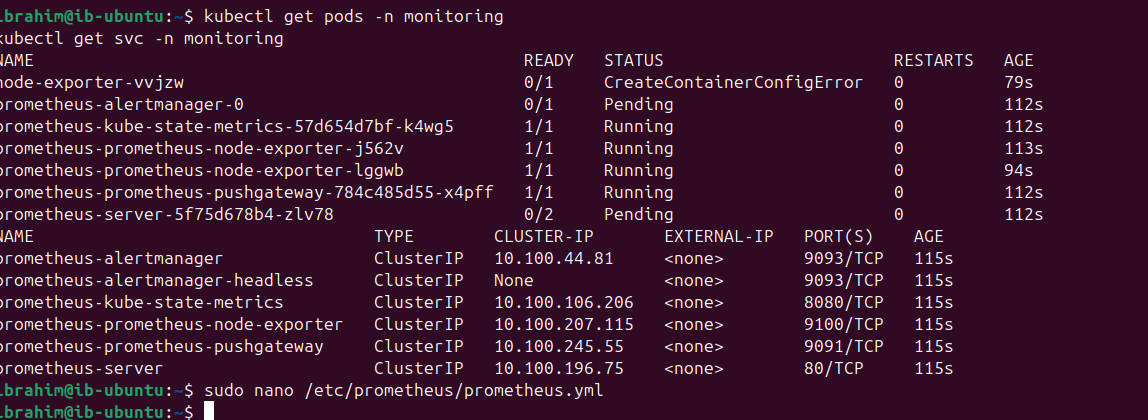 ibrahim@ib-ubuntu:~$ kubectl get pods -n monitoring
kubectl get svc -n monitoring
NAME READY STATUS RESTARTS AGE
node-exporter-vvjzw 0/1 CreateContainerConfigError 0 79s
prometheus-alertmanager-0 0/1 Pending 0 112s
prometheus-kube-state-metrics-57d654d7bf-k4wg5 1/1 Running 0 112s
prometheus-prometheus-node-exporter-j562v 1/1 Running 0 113s
prometheus-prometheus-node-exporter-lggwb 1/1 Running 0 94s
prometheus-prometheus-pushgateway-784c485d55-x4pff 1/1 Running 0 112s
prometheus-server-5f75d678b4-zlv78 0/2 Pending 0 112s
NAME TYPE CLUSTER-IP EXTERNAL-IP PORT(S) AGE
prometheus-alertmanager ClusterIP 10.100.44.81 <none> 9093/TCP 115s
prometheus-alertmanager-headless ClusterIP None <none> 9093/TCP 115s
prometheus-kube-state-metrics ClusterIP 10.100.106.206 <none> 8080/TCP 115s
prometheus-prometheus-node-exporter ClusterIP 10.100.207.115 <none> 9100/TCP 115s
prometheus-prometheus-pushgateway ClusterIP 10.100.245.55 <none> 9091/TCP 115s
prometheus-server ClusterIP 10.100.196.75 <none> 80/TCP 115s
ibrahim@ib-ubuntu:~$ sudo nano /etc/prometheus/prometheus.yml
ibrahim@ib-ubuntu:~$